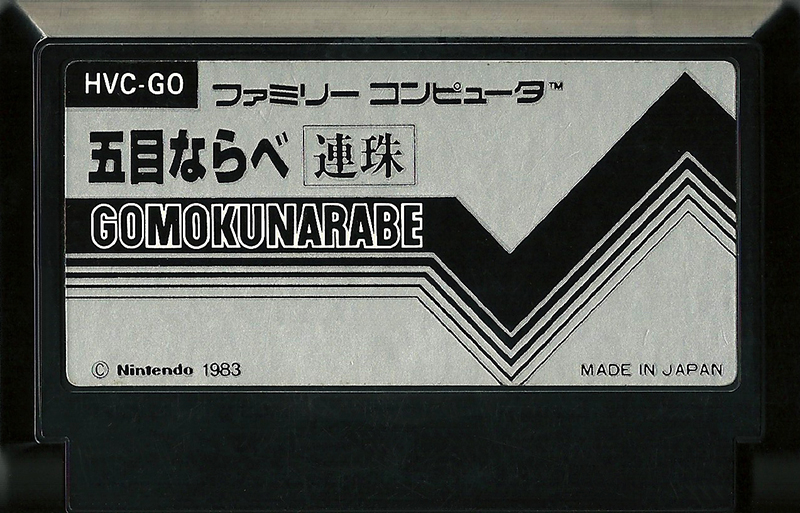 HVC-GO
ファミリー コンピュータ™
五目ならべ 連珠
GOMOKUNARABE
© Nintendo 1983
MADE IN JAPAN